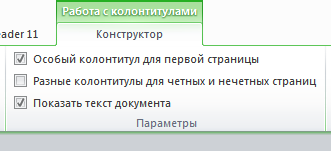 Работа с колонтитулами
eader 11
Конструктор
Особый колонтитул для первой страницы
Разные колонтитулы для четных и нечетных страниц
Показать текст документа
Параметры